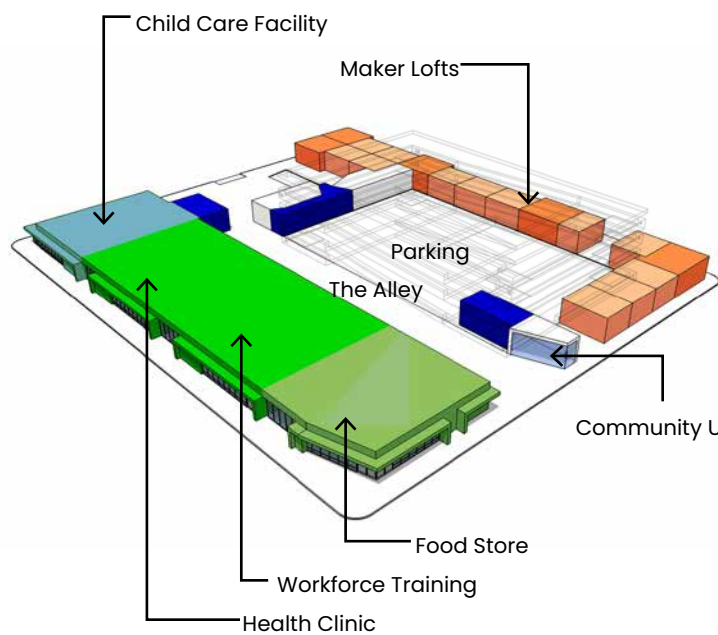 Child Care Facility
Maker Lofts
Parking
The Alley
Community U
Food Store
Workforce Training
Health Clinic